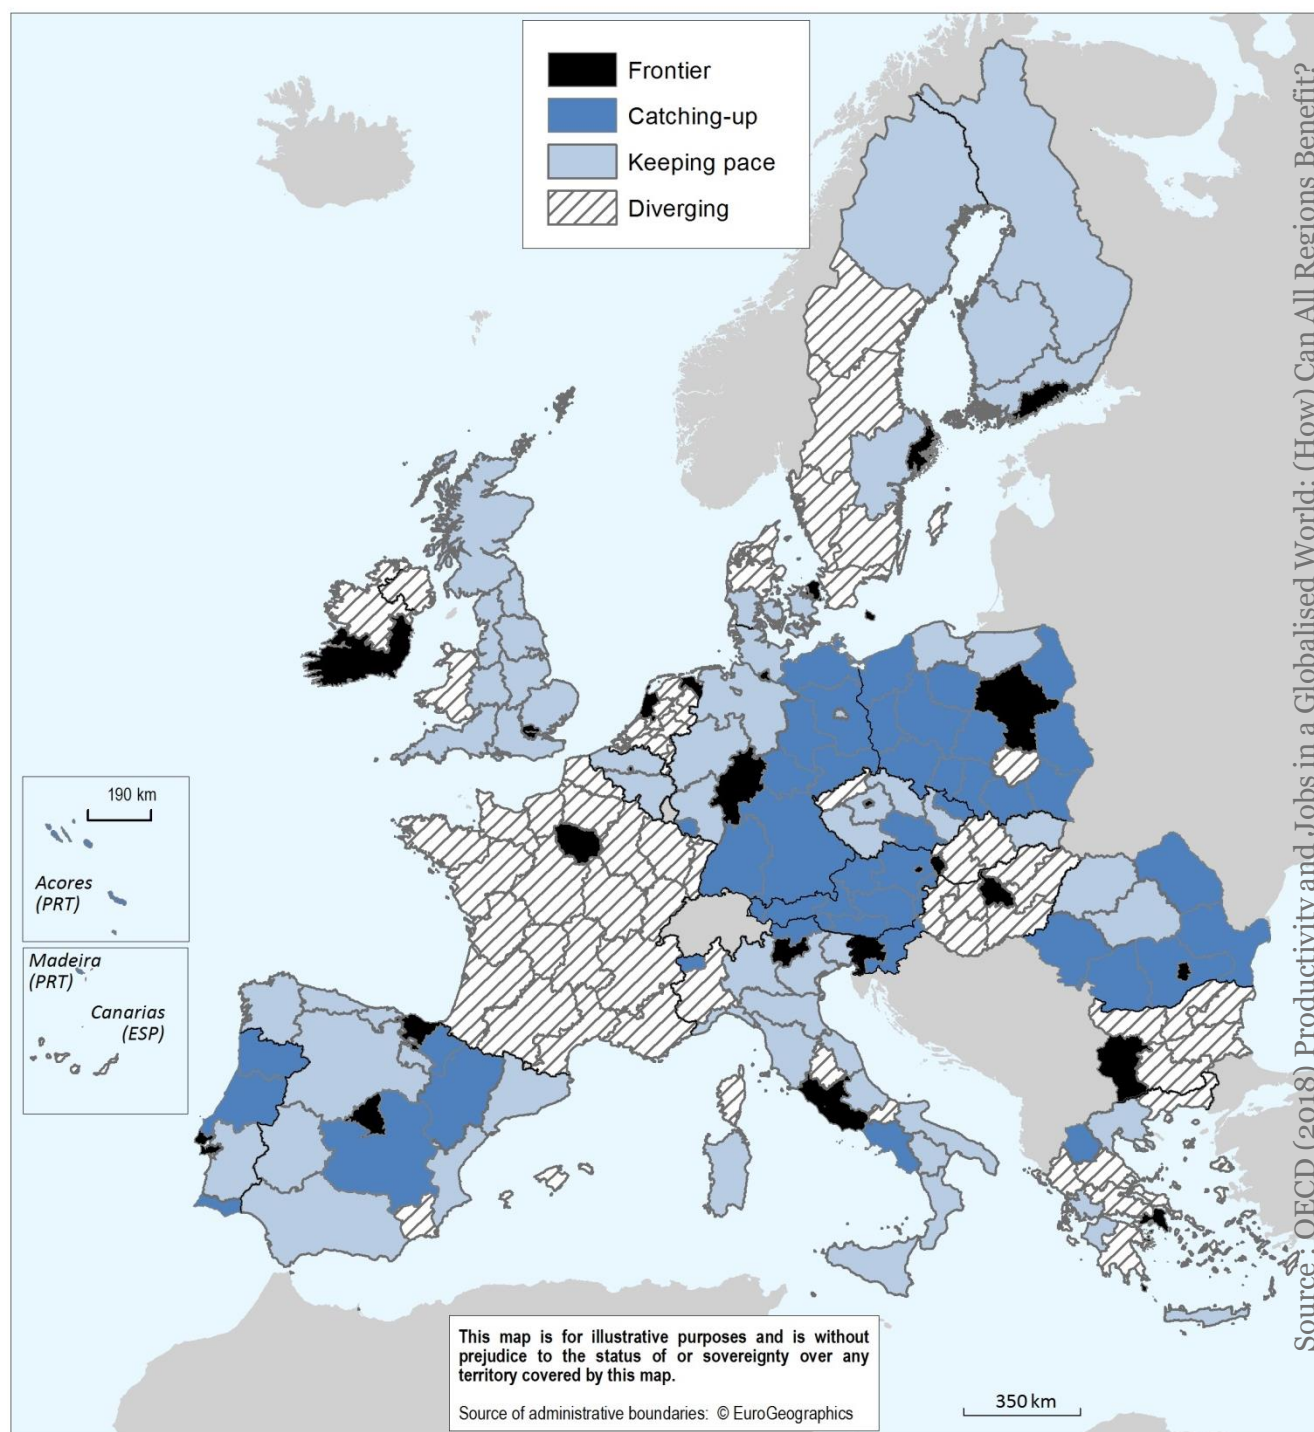 Frontier
Catching-up
Keeping pace
Diverging
190 km
Acores
(PRT)
Madeira
(PRT)
Canarias
(ESP)
This map is for illustrative purposes and is without
prejudice to the status of or sovereignty over any
territory covered by this map.
Source of administrative boundaries: © EuroGeographics
350 km
Source: OECD (2018) Productivity and Jobs in a Globalised World: (How) Can All Regions Benefit?